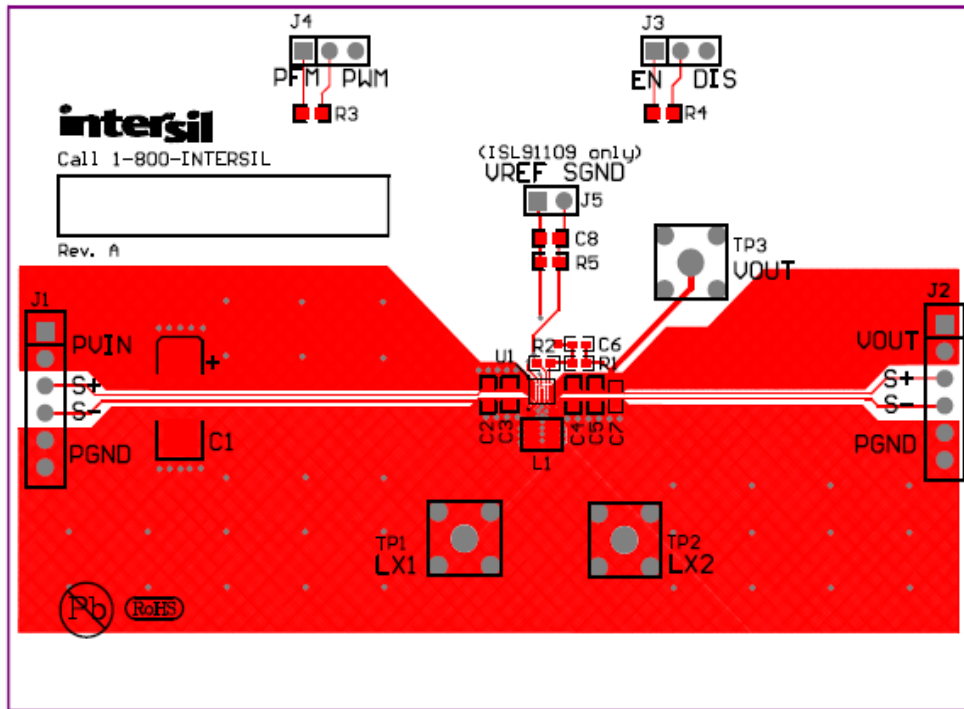 J4
PFM PWM
R3
J3
EN DIS
R4
intersil
Call 1-800-INTERSIL
Rev. A
(ISL91109 only)
VREF SGND
J5
C8
R5
TP3
VOUT
J1
PVIN
S+
S-
PGND
+
C1
U1
R2
C6
R1
C2
C3
C4
C5
C7
L1
J2
VOUT
S+
S-
PGND
TP1
LX1
TP2
LX2
Pb
RoHS